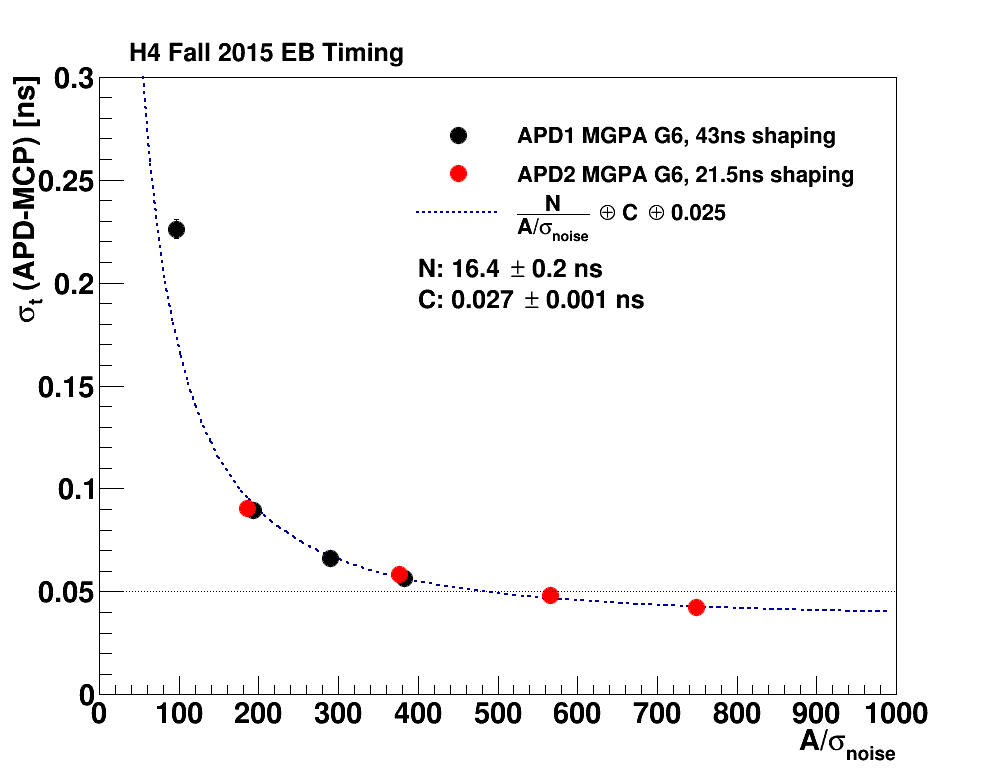 H4 Fall 2015 EB Timing
σt (APD-MCP) [ns]
0.3
0.25
0.2
0.15
0.1
0.05
0
APD1 MGPA G6, 43ns shaping
APD2 MGPA G6, 21.5ns shaping
N
A/σnoise
⊕ C ⊕ 0.025
N: 16.4 ± 0.2 ns
C: 0.027 ± 0.001 ns
0 100 200 300 400 500 600 700 800 900 1000
A/σnoise